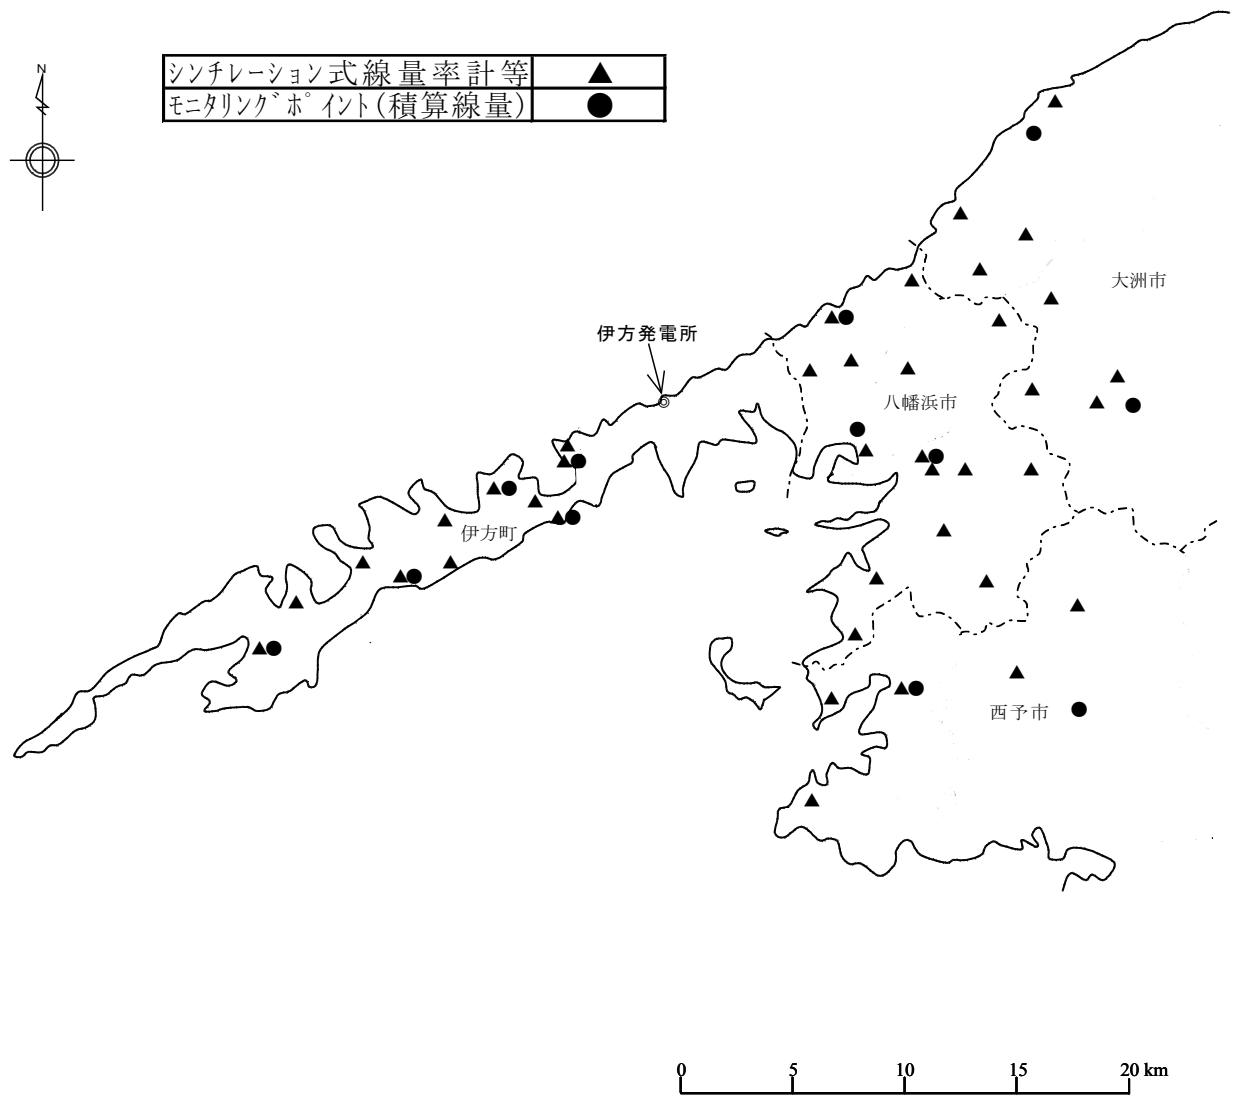 N
ｼﾝﾁﾚｰｼｮﾝ式線量率計等 ▲
ﾓﾆﾀﾘﾝｸﾞﾎﾟｲﾝﾄ(積算線量) ●
大洲市
伊方発電所
八幡浜市
伊方町
西予市
0 5 10 15 20 km